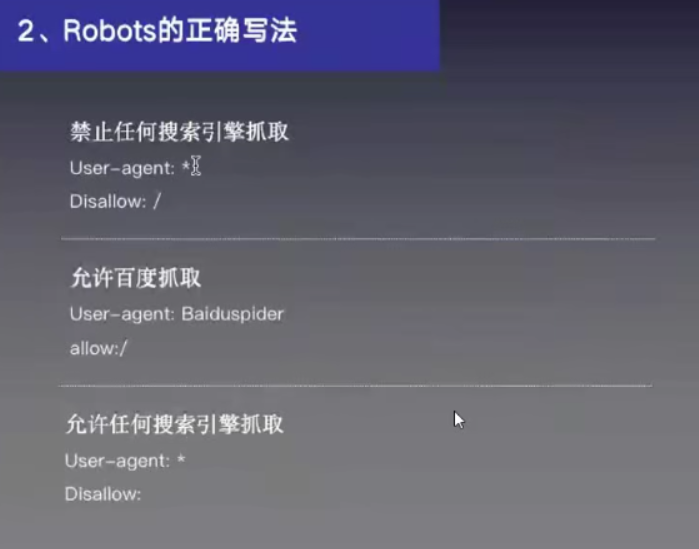 2、Robots的正确写法
禁止任何搜索引擎抓取
User-agent: *
Disallow: /
允许百度抓取
User-agent: Baiduspider
allow:/
允许任何搜索引擎抓取
User-agent: *
Disallow: